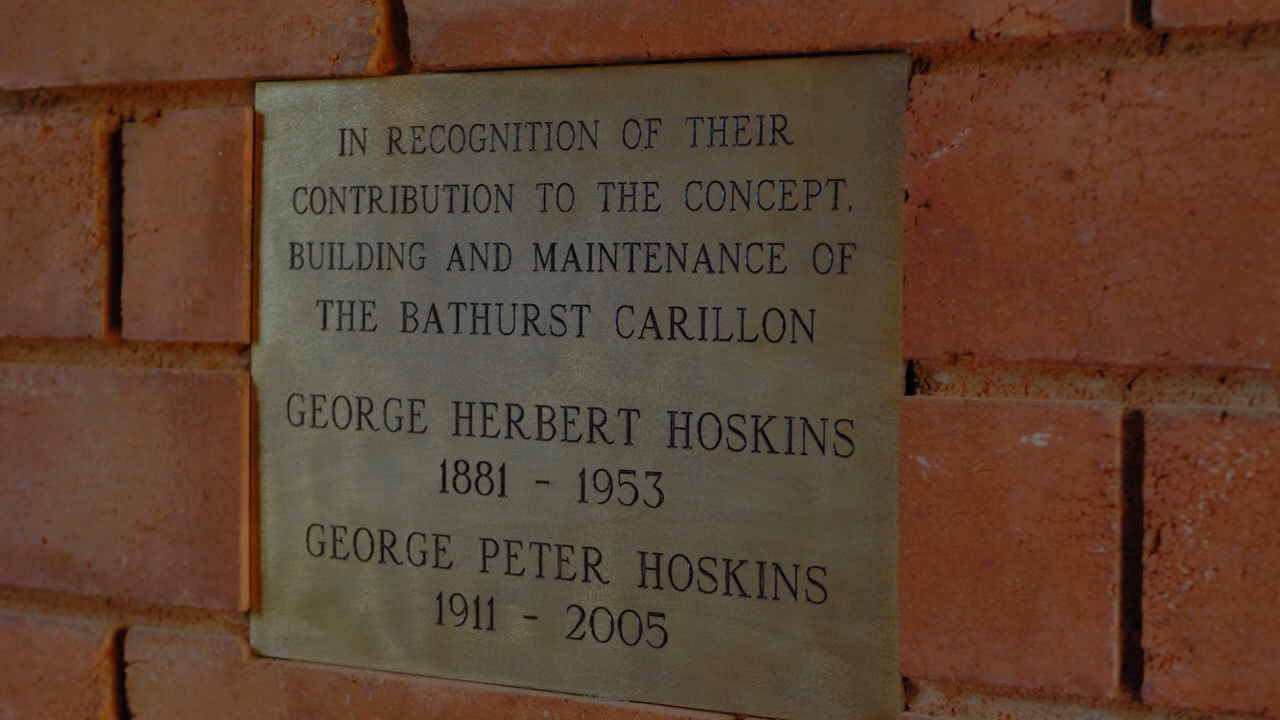 IN RECOGNITION OF THEIR
CONTRIBUTION TO THE CONCEPT,
BUILDING AND MAINTENANCE OF
THE BATHURST CARILLON
GEORGE HERBERT HOSKINS
1881 - 1953
GEORGE PETER HOSKINS
1911 - 2005